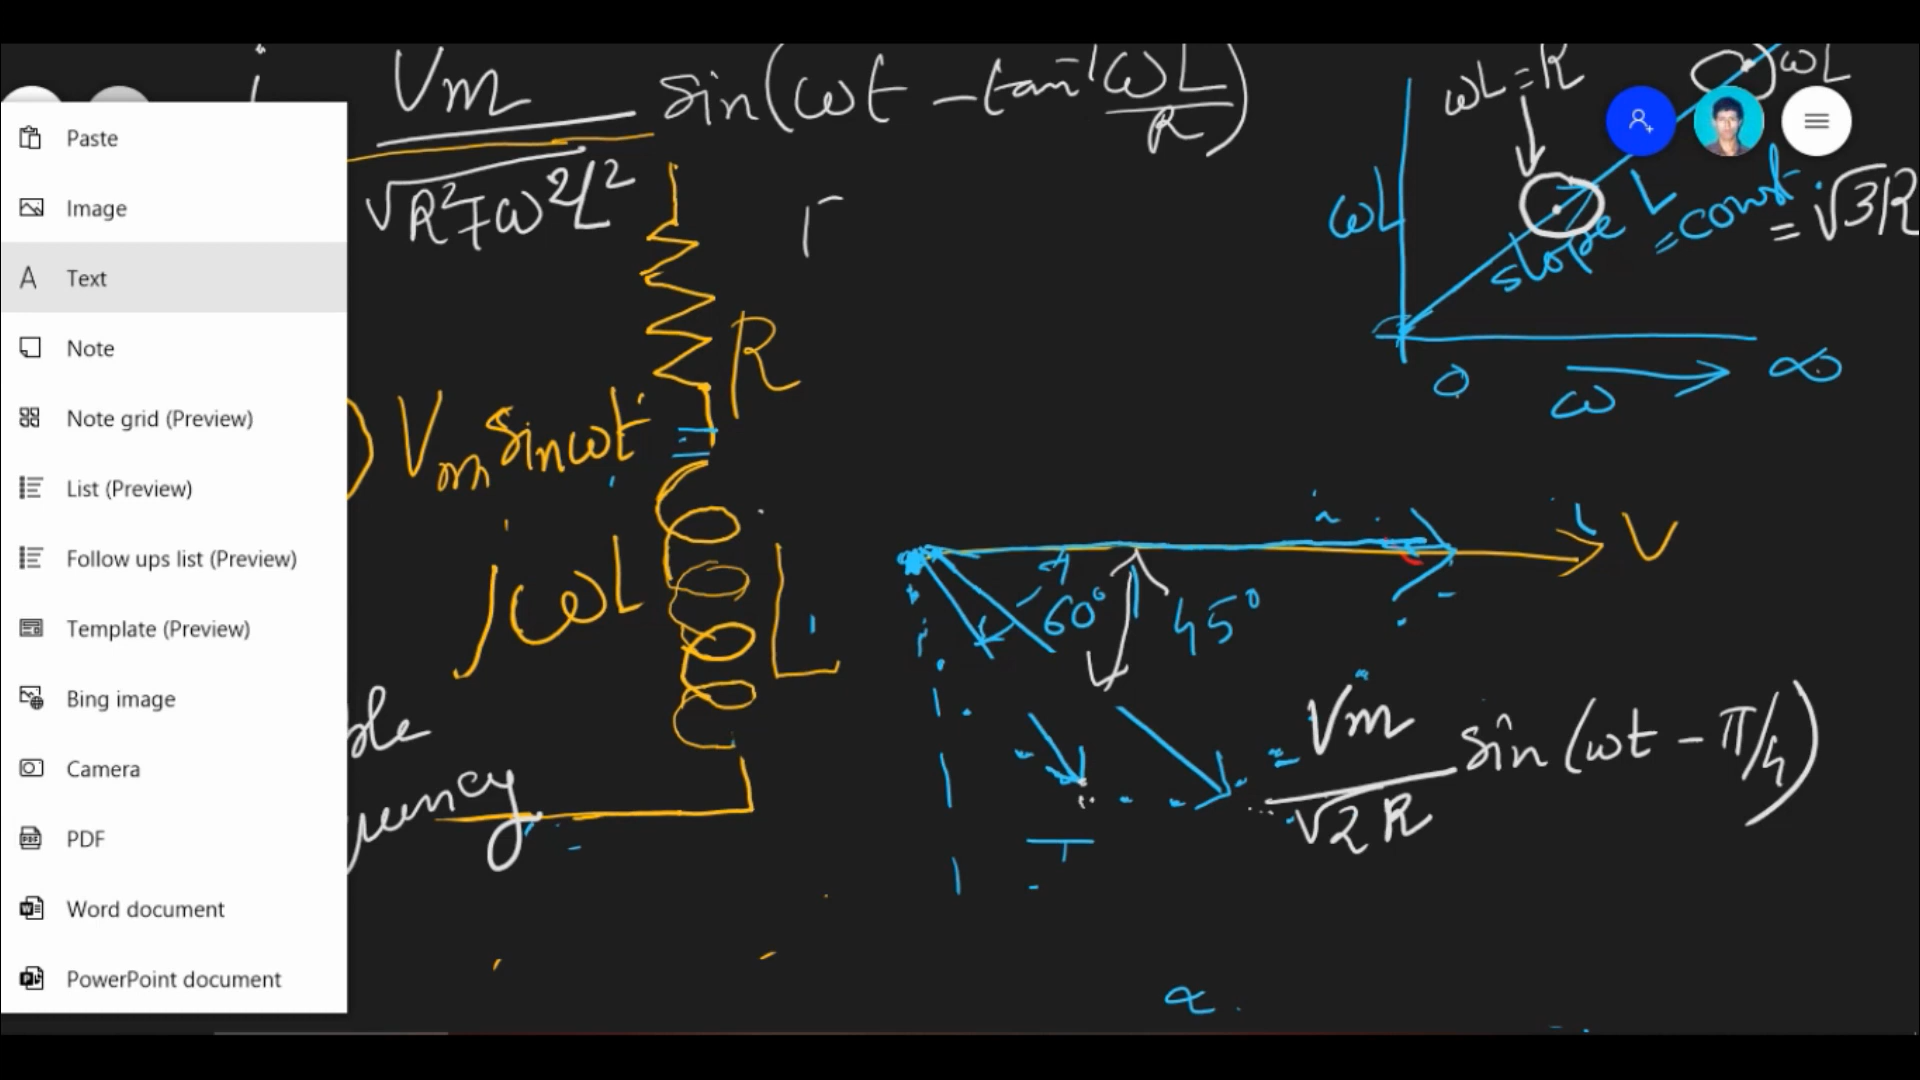 Paste
Image
Text
Note
Note grid (Preview)
List (Preview)
Follow ups list (Preview)
Template (Preview)
Bing image
Camera
PDF
Word document
PowerPoint document
i
Vm
√R²+ω²L²
sin(ωt - tan⁻¹ ωL
R)
R
) Vm sinωt
jωL
L
ωL = R
ωL
= √3R
ωL
slope L
= const
0
ω
∞
i
V
60°
45°
Vm
√2 R
sin(ωt - π/4)